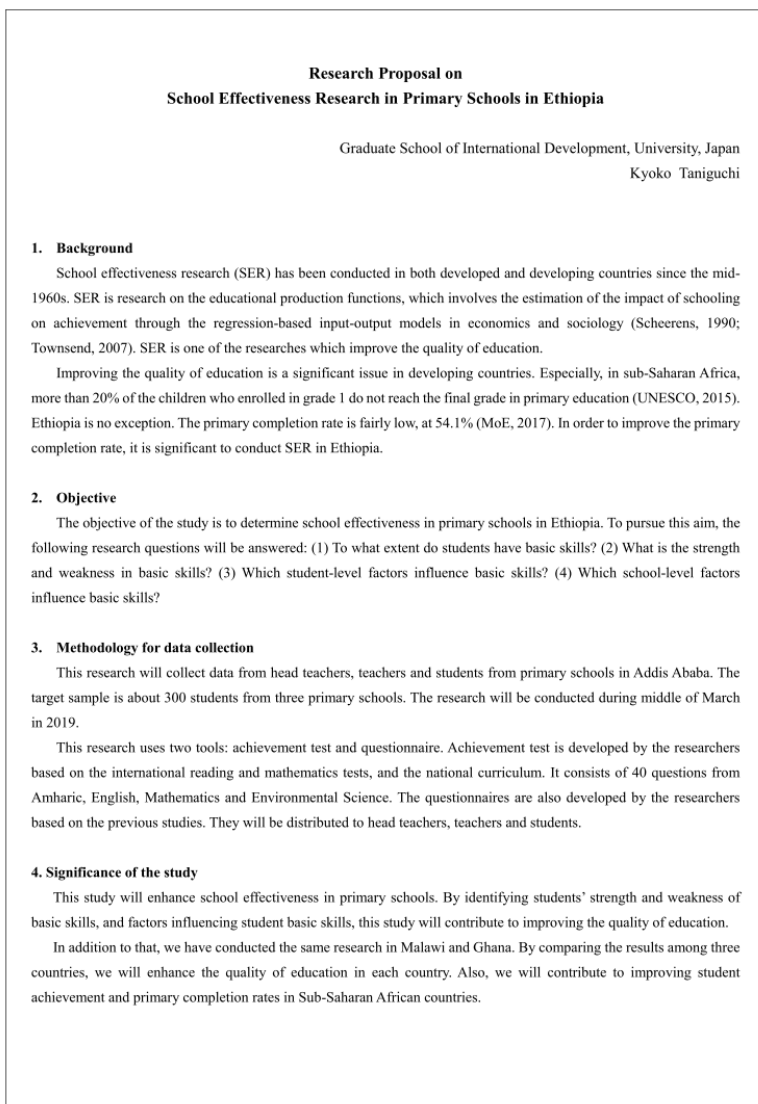 Research Proposal on
School Effectiveness Research in Primary Schools in Ethiopia
Graduate School of International Development, University, Japan
Kyoko Taniguchi
1. Background
School effectiveness research (SER) has been conducted in both developed and developing countries since the mid-
1960s. SER is research on the educational production functions, which involves the estimation of the impact of schooling
on achievement through the regression-based input-output models in economics and sociology (Scheerens, 1990;
Townsend, 2007). SER is one of the researches which improve the quality of education.
Improving the quality of education is a significant issue in developing countries. Especially, in sub-Saharan Africa,
more than 20% of the children who enrolled in grade 1 do not reach the final grade in primary education (UNESCO, 2015).
Ethiopia is no exception. The primary completion rate is fairly low, at 54.1% (MoE, 2017). In order to improve the primary
completion rate, it is significant to conduct SER in Ethiopia.
2. Objective
The objective of the study is to determine school effectiveness in primary schools in Ethiopia. To pursue this aim, the
following research questions will be answered: (1) To what extent do students have basic skills? (2) What is the strength
and weakness in basic skills? (3) Which student-level factors influence basic skills? (4) Which school-level factors
influence basic skills?
3. Methodology for data collection
This research will collect data from head teachers, teachers and students from primary schools in Addis Ababa. The
target sample is about 300 students from three primary schools. The research will be conducted during middle of March
in 2019.
This research uses two tools: achievement test and questionnaire. Achievement test is developed by the researchers
based on the international reading and mathematics tests, and the national curriculum. It consists of 40 questions from
Amharic, English, Mathematics and Environmental Science. The questionnaires are also developed by the researchers
based on the previous studies. They will be distributed to head teachers, teachers and students.
4. Significance of the study
This study will enhance school effectiveness in primary schools. By identifying students’ strength and weakness of
basic skills, and factors influencing student basic skills, this study will contribute to improving the quality of education.
In addition to that, we have conducted the same research in Malawi and Ghana. By comparing the results among three
countries, we will enhance the quality of education in each country. Also, we will contribute to improving student
achievement and primary completion rates in Sub-Saharan African countries.